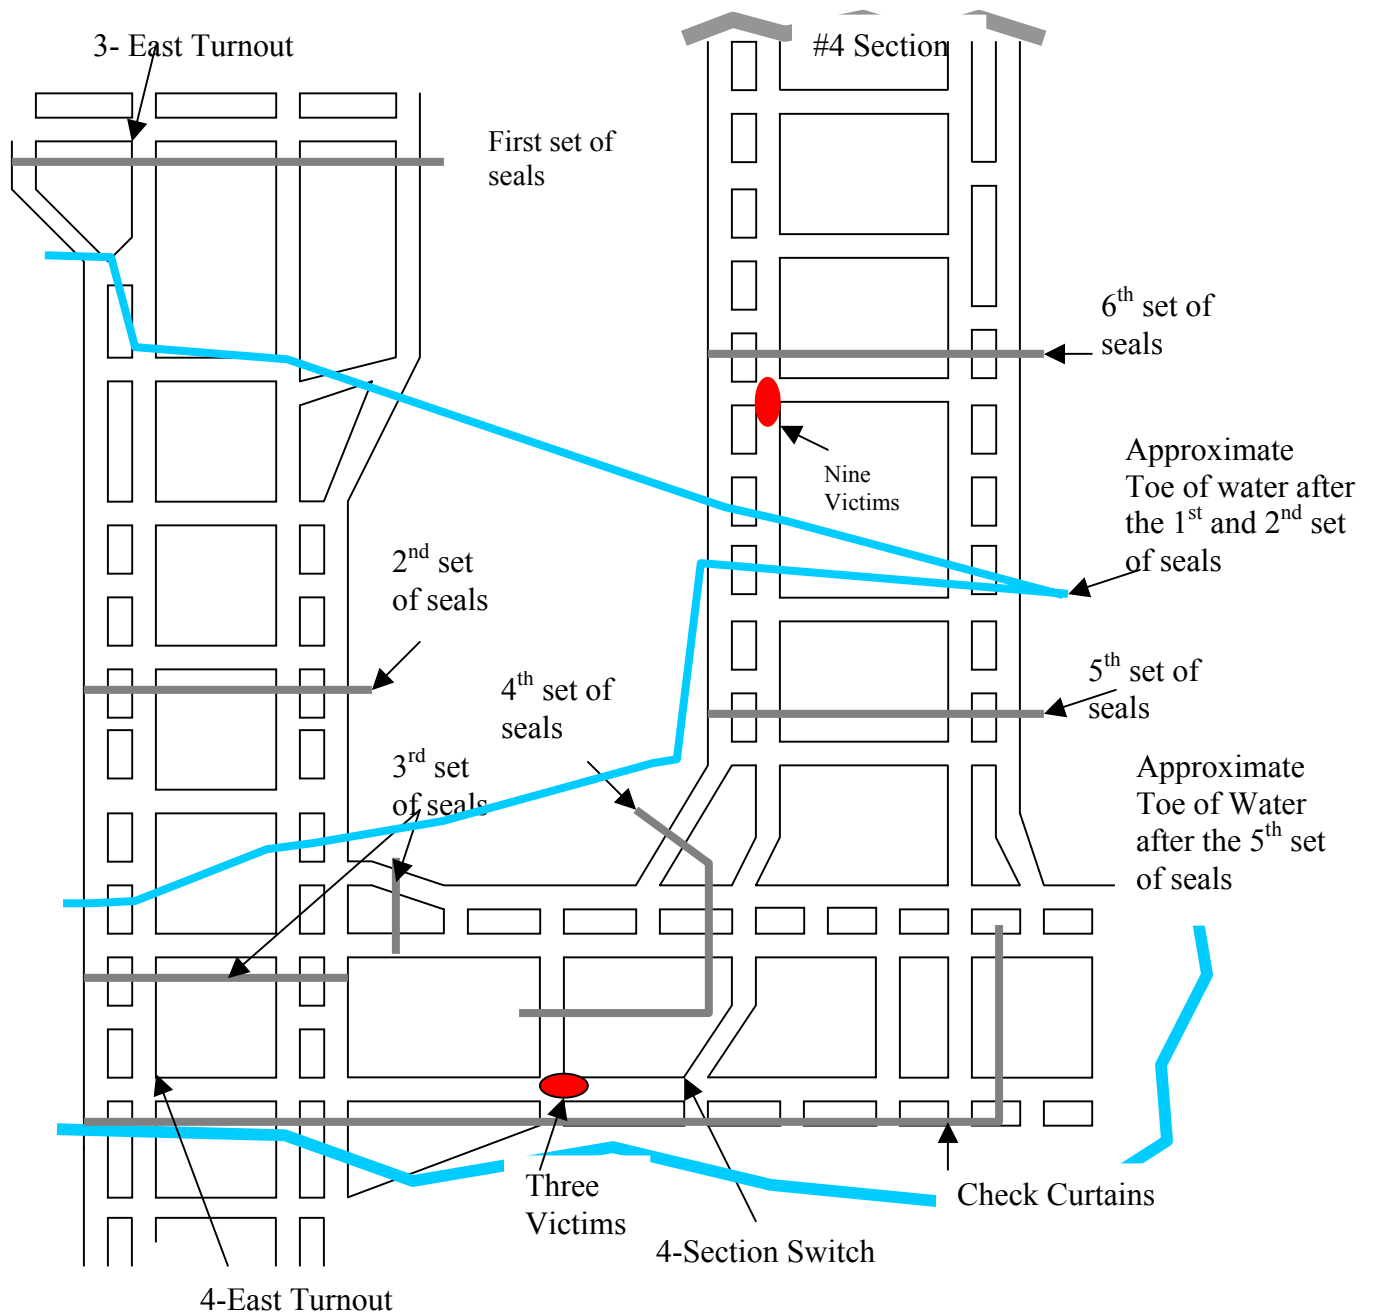 3- East Turnout
#4 Section
First set of
seals
6th set of
seals
Approximate
Toe of water after
the 1st and 2nd set
of seals
Nine
Victims
2nd set
of seals
4th set of
seals
5th set of
seals
3rd set
of seals
Approximate
Toe of Water
after the 5th set
of seals
Three
Victims
Check Curtains
4-Section Switch
4-East Turnout